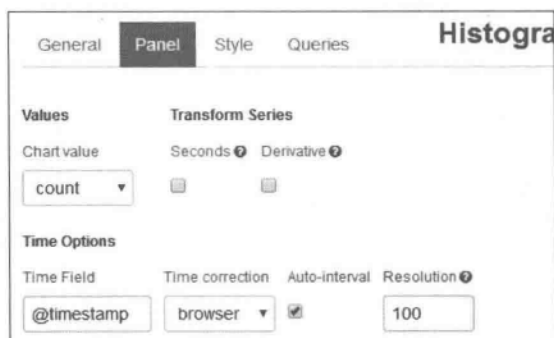 General Panel Style Queries Histogra
Values Transform Series
Chart value Seconds Derivative
count
Time Options
Time Field Time correction Auto-interval Resolution
@timestamp browser 100